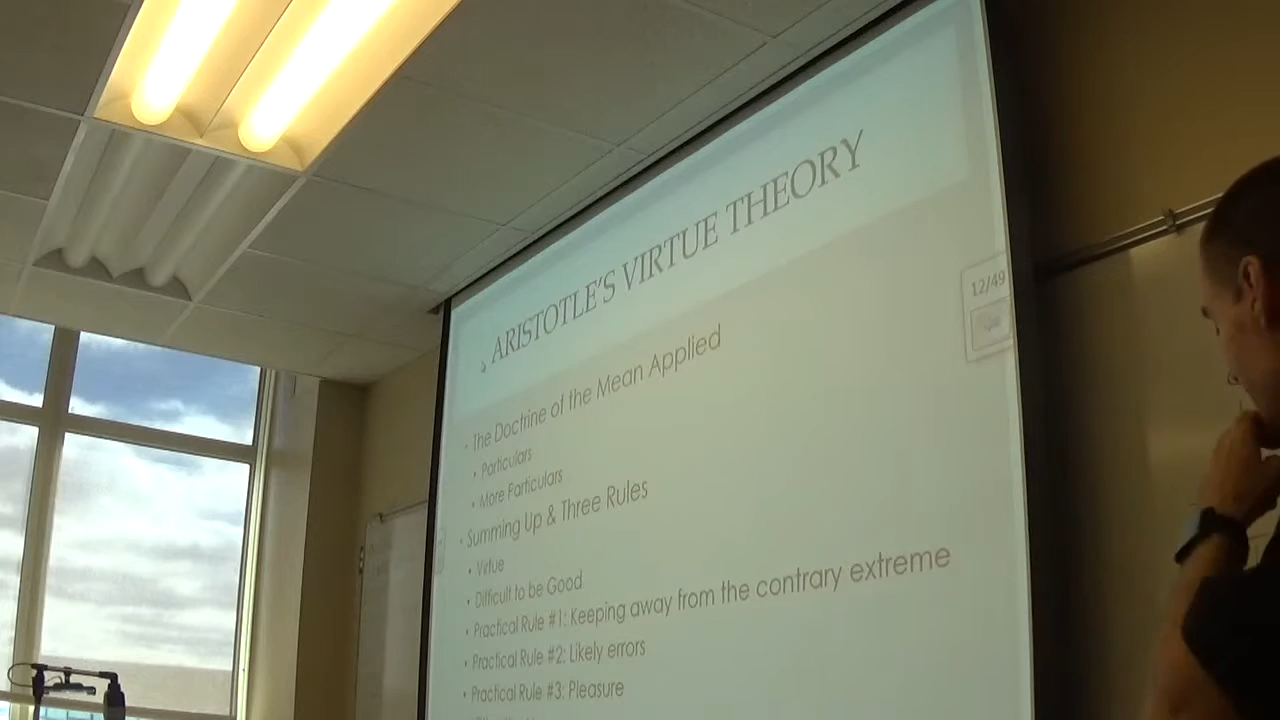 ARISTOTLE'S VIRTUE THEORY
12/49
The Doctrine of the Mean Applied
Particulars
More Particulars
Summing Up & Three Rules
Virtue
Difficult to be Good
Practical Rule #1: Keeping away from the contrary extreme
Practical Rule #2: Likely errors
Practical Rule #3: Pleasure